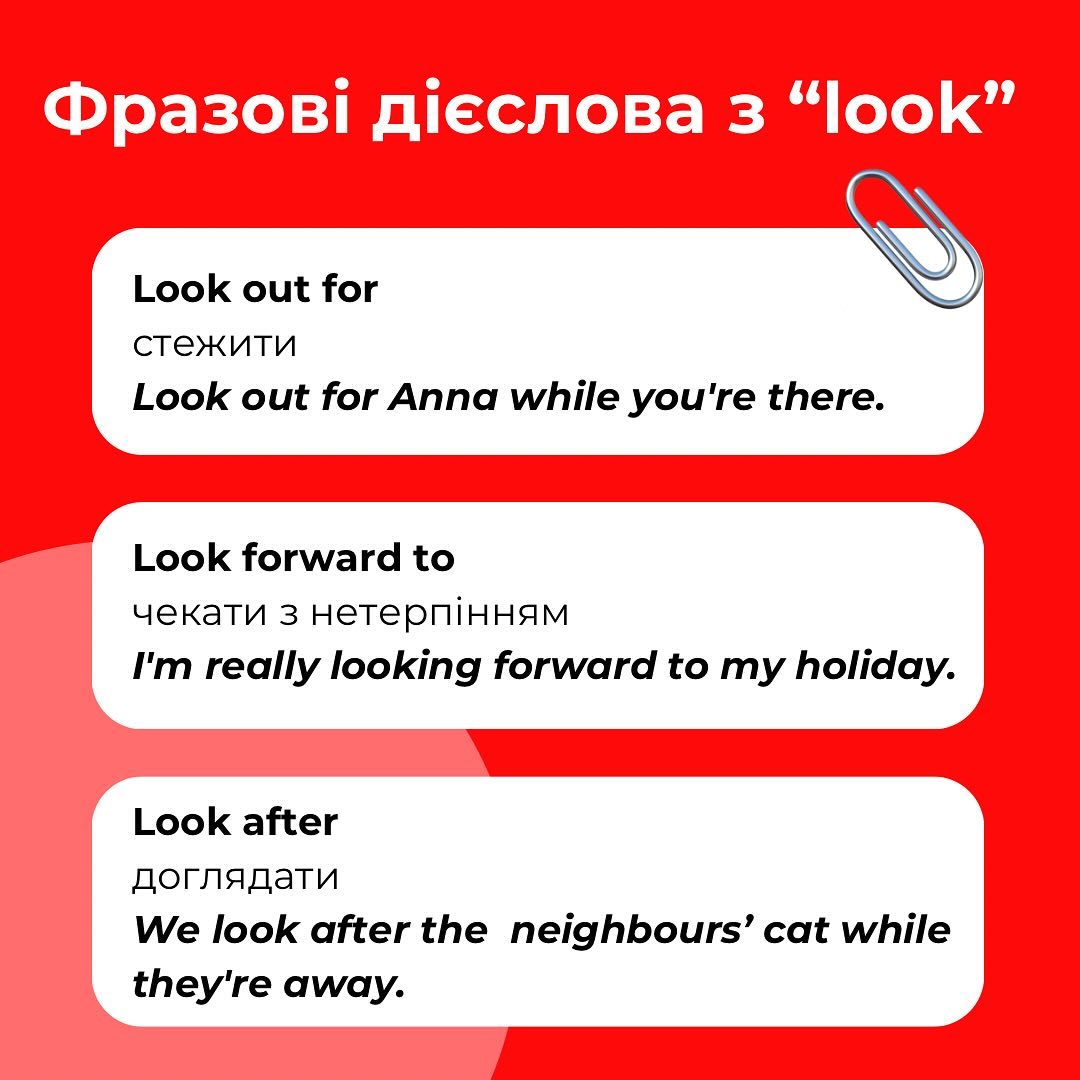 Фразові дієслова з “look”
Look out for
стежити
Look out for Anna while you're there.
Look forward to
чекати з нетерпінням
I'm really looking forward to my holiday.
Look after
доглядати
We look after the  neighbours’ cat while
they're away.